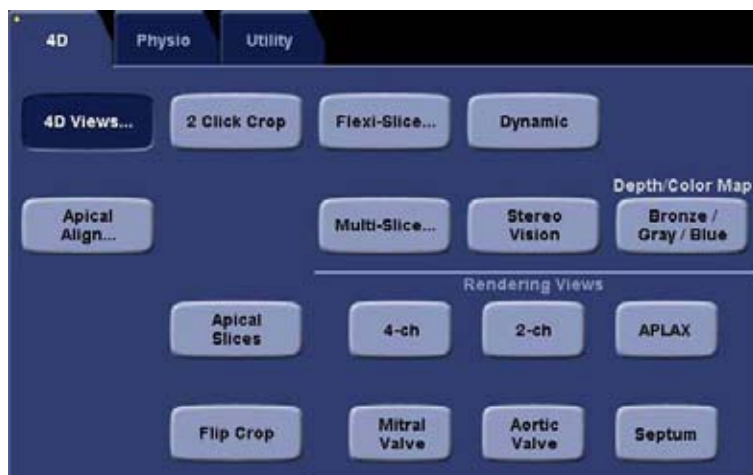 4D Physio Utility
4D Views... 2 Click Crop Flexi-Slice... Dynamic
Depth/Color Map
Apical
Align...
Multi-Slice...
Stereo
Vision
Bronze /
Gray / Blue
Rendering Views
Apical
Slices
4-ch
2-ch
APLAX
Flip Crop
Mitral
Valve
Aortic
Valve
Septum